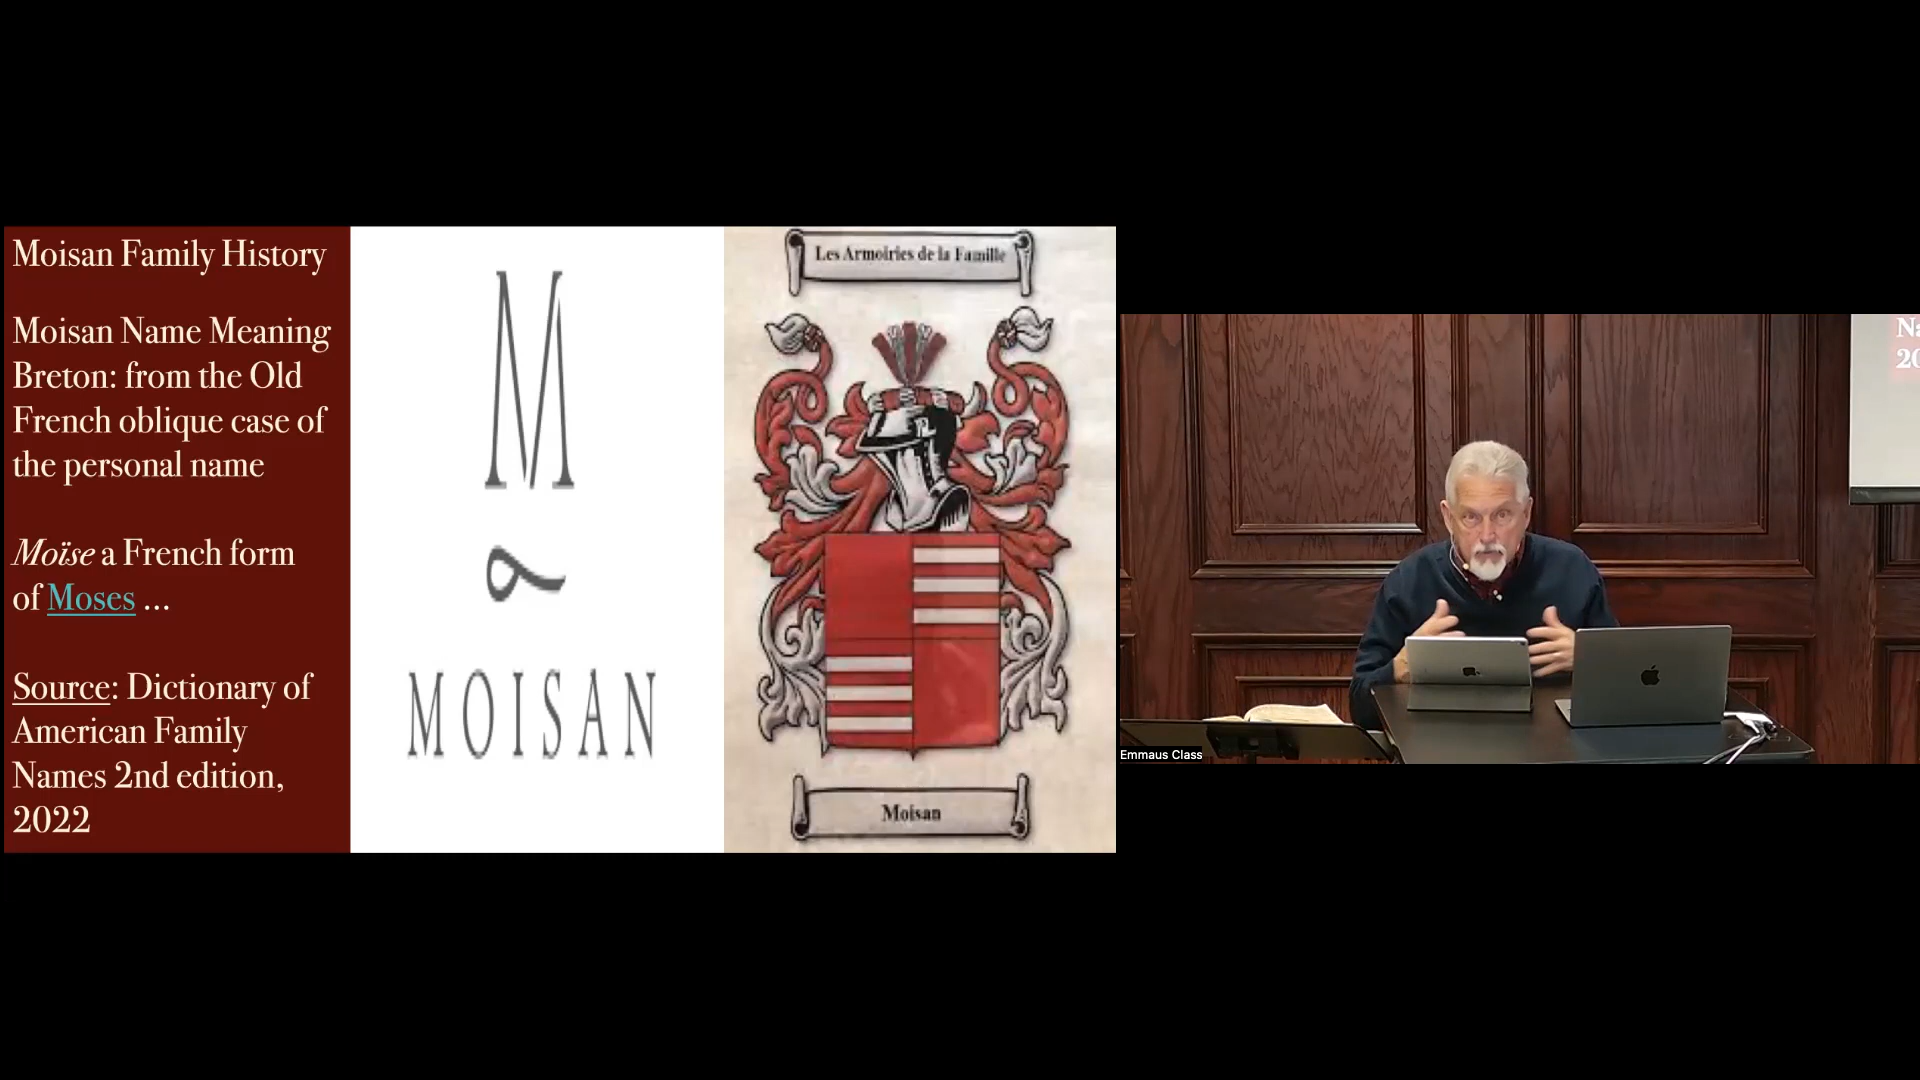 Moisan Family History
Moisan Name Meaning
Breton: from the Old
French oblique case of
the personal name
Moïse a French form
of Moses ...
Source: Dictionary of
American Family
Names 2nd edition,
2022
M
MOISAN
Les Armoiries de la Famille
Moisan
20
Emmaus Class